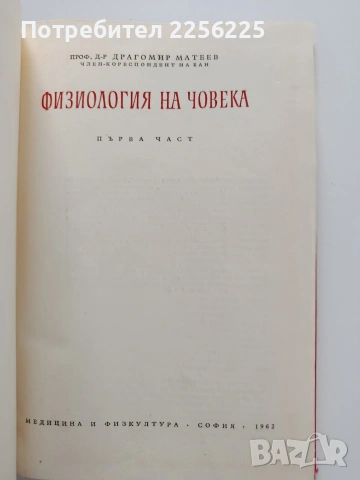 Потребител 2256225
ПРОФ. Д-Р ДРАГОМИР МАТЕЕВ
ЧЛЕН-КОРЕСПОНДЕНТ НА БАН
ФИЗИОЛОГИЯ НА ЧОВЕКА
ПЪРВА ЧАСТ
МЕДИЦИНА И ФИЗКУЛТУРА · СОФИЯ · 1962
BAZAR